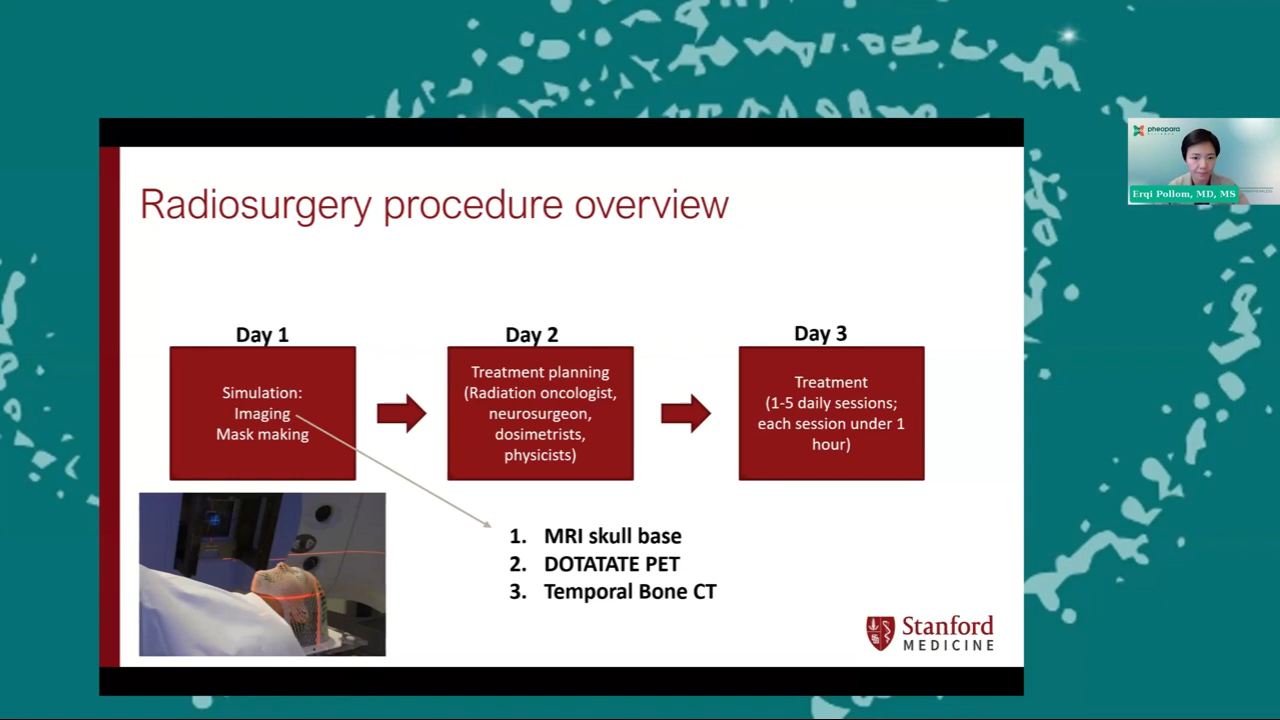 Radiosurgery procedure overview
Day 1
Simulation:
Imaging
Mask making
Day 2
Treatment planning
(Radiation oncologist,
neurosurgeon,
dosimetrists,
physicists)
Day 3
Treatment
(1-5 daily sessions;
each session under 1
hour)
1. MRI skull base
2. DOTATATE PET
3. Temporal Bone CT
Stanford
MEDICINE
pheopara
Erqi Pollom, MD, MS